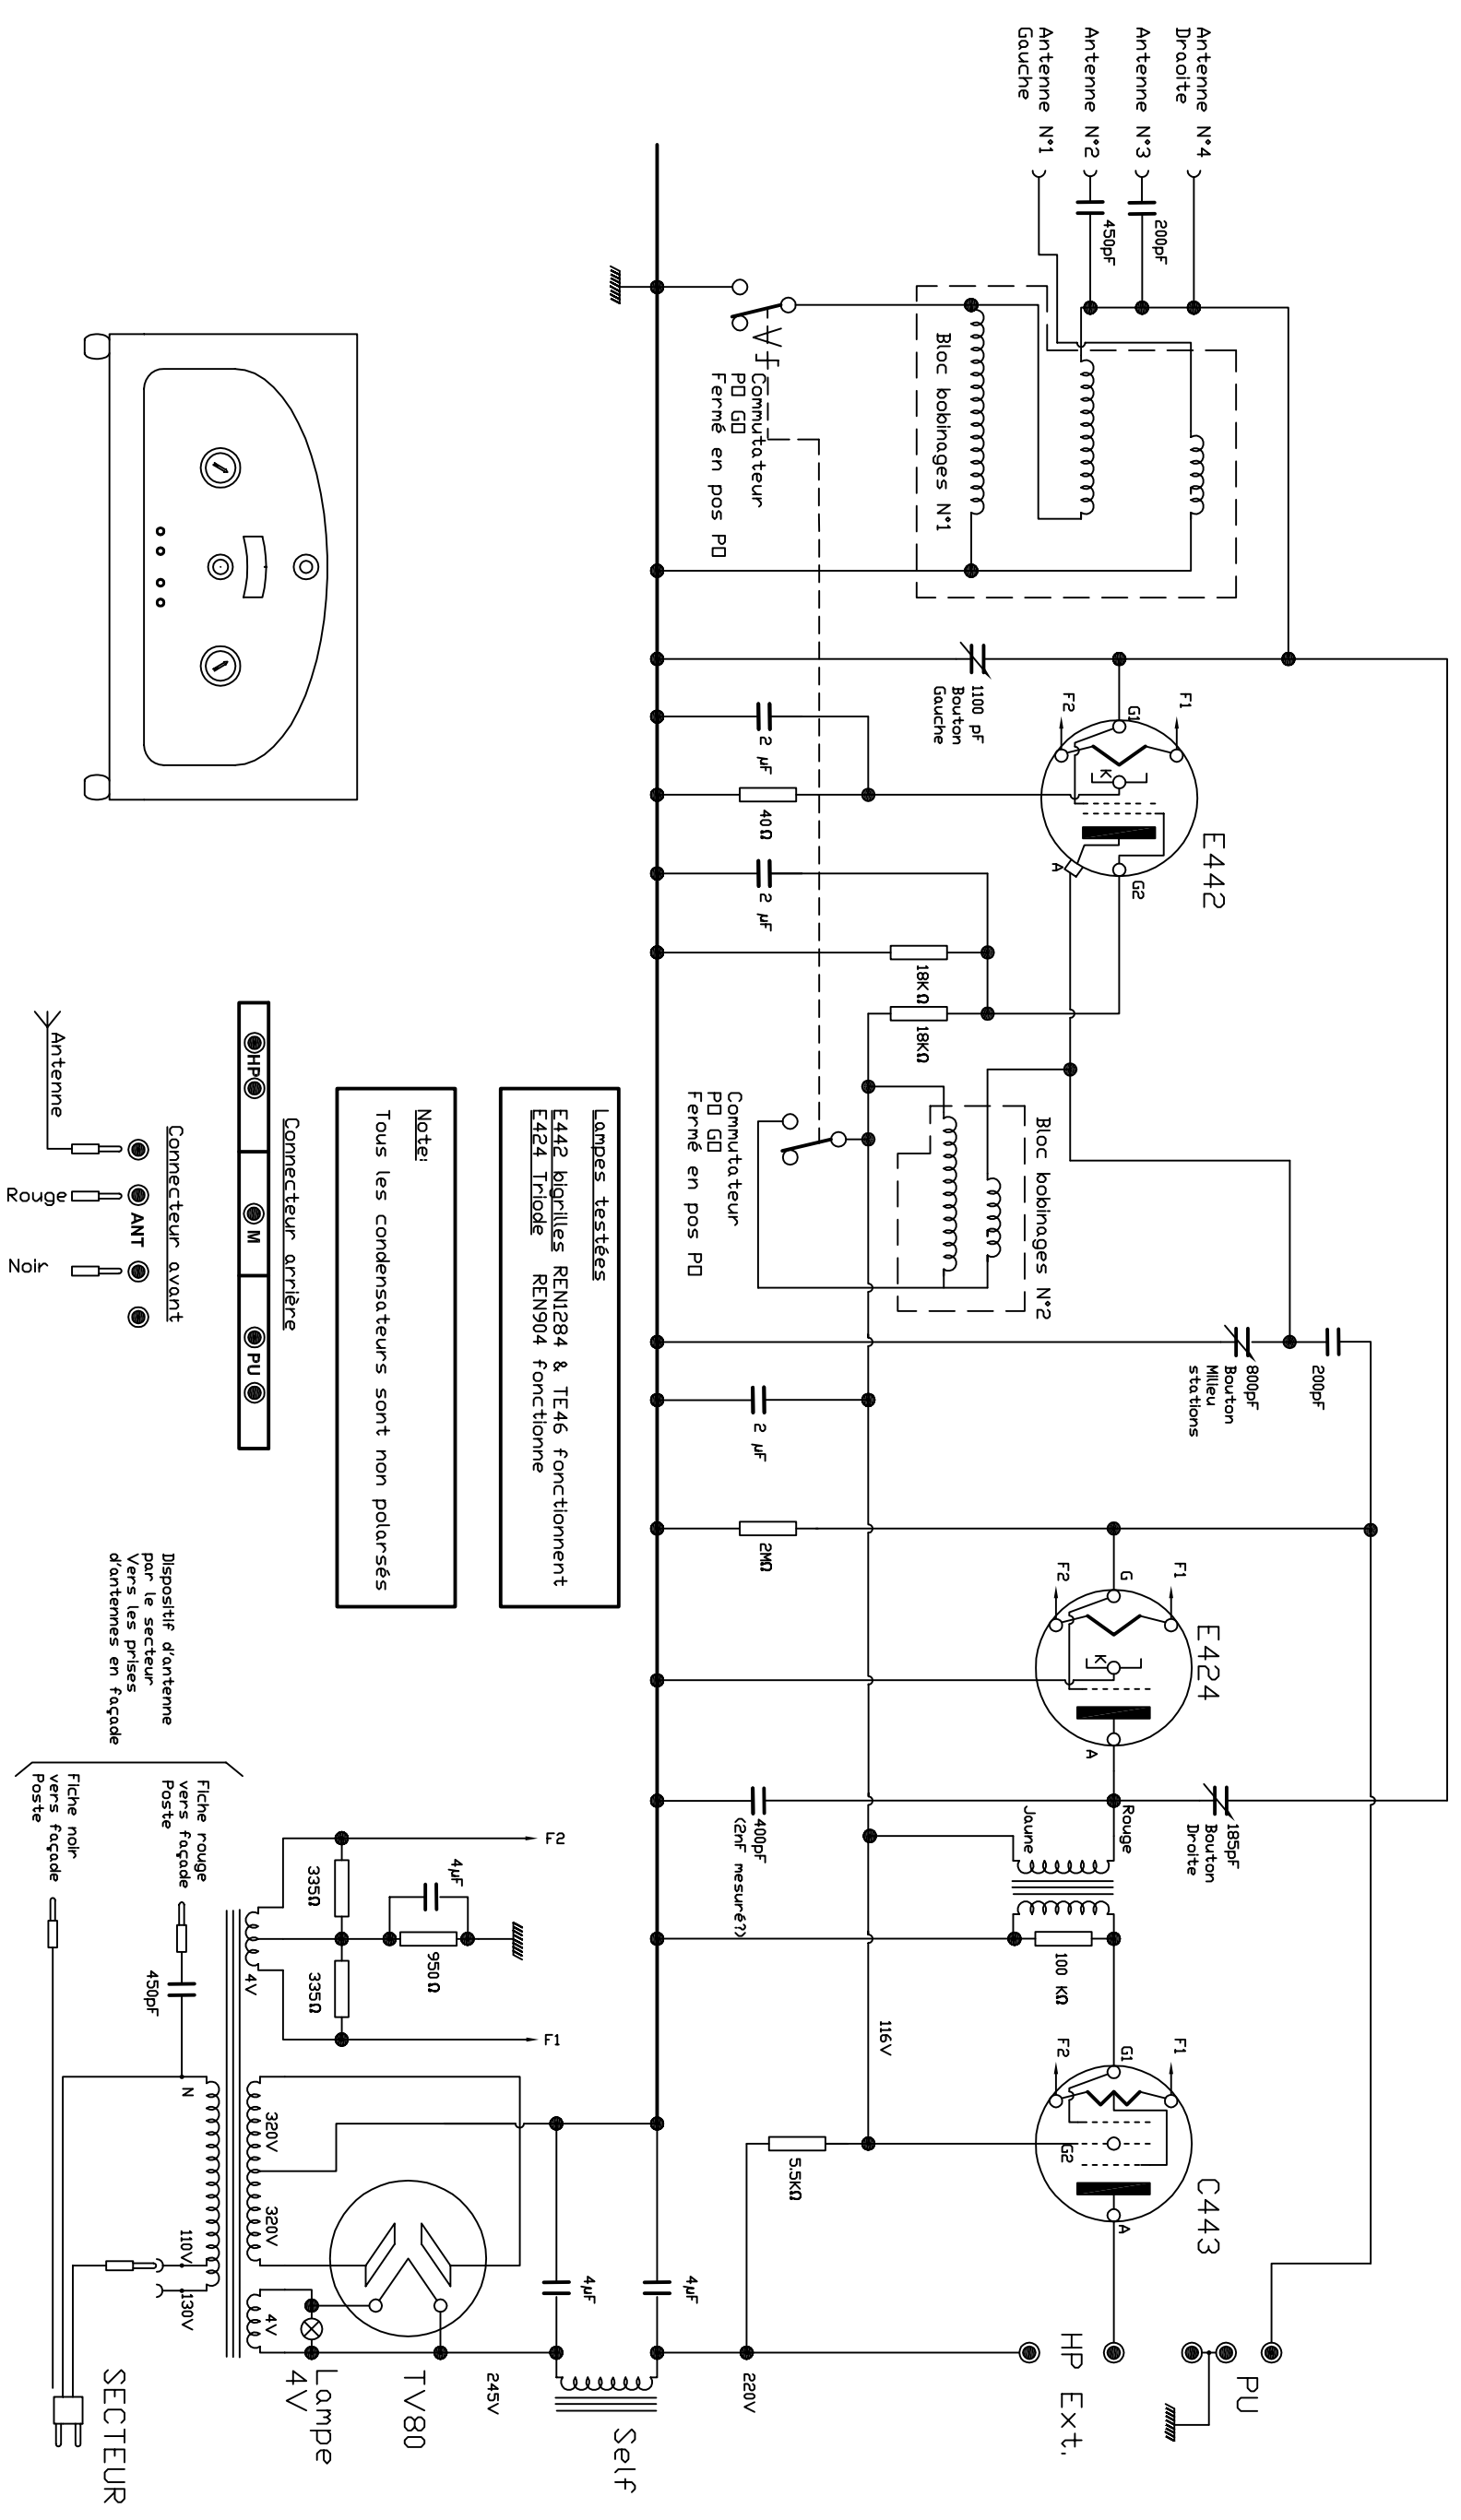 Antenne N°4
Draoite
Antenne N°3
Antenne N°2
Antenne N°1
Gauche
200pF
450pF
Bloc bobinages N°1
Commutateur
PO GO
Fermé en pos PO
1100 pF
Bouton
Gauche
E442
F1
F2
G1
K
A
G2
2 µF
40Ω
2 µF
18KΩ
18KΩ
Bloc bobinages N°2
Commutateur
PO GO
Fermé en pos PO
200pF
800pF
Bouton
Milieu
stations
2 µF
2MΩ
E424
F1
F2
G
K
A
185pF
Bouton
Droite
Rouge
Jaune
400pF
(2nF mesuré?)
100 KΩ
116V
C443
F1
F2
G1
G2
A
5.5KΩ
PU
HP Ext.
220V
4µF
4µF
Self
245V
TV80
Lampe
4V
SECTEUR
Lampes testées
E442 bigrilles REN1284 & TE46 fonctionnent
E424 Triode REN904 fonctionne
Note:
Tous les condensateurs sont non polarsés
Connecteur arrière
HP
M
PU
Connecteur avant
ANT
Antenne
Rouge
Noir
F2
F1
4µF
950Ω
335Ω
335Ω
4V
320V
320V
4V
N
110V
130V
450pF
Dispositif d'antenne
par le secteur
Vers les prises
d'antennes en façade
Fiche rouge
vers façade
Poste
Fiche noir
vers façade
Poste